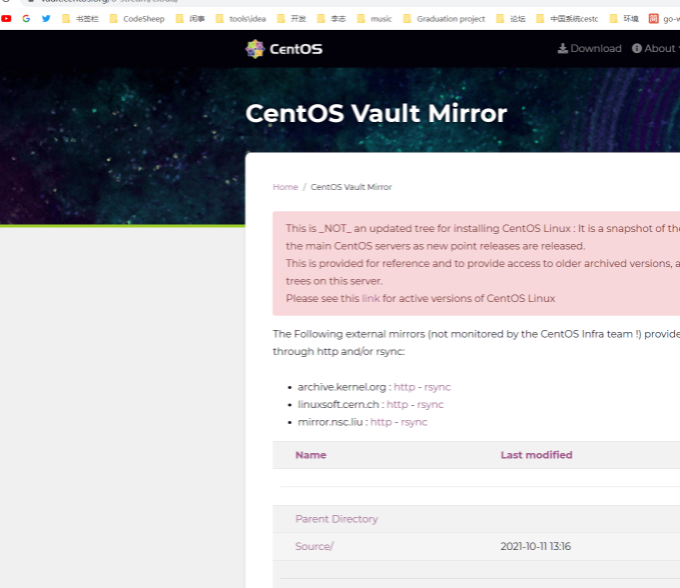 书签栏 CodeSheep 闲事 tools\idea 开发 李志 music Graduation project 论坛 中国系统cestc 环境 go-w
CentOS Download About
CentOS Vault Mirror
Home / CentOS Vault Mirror
This is _NOT_ an updated tree for installing CentOS Linux : It is a snapshot of the
the main CentOS servers as new point releases are released.
This is provided for reference and to provide access to older archived versions, a
trees on this server.
Please see this link for active versions of CentOS Linux
The Following external mirrors (not monitored by the CentOS Infra team !) provide
through http and/or rsync:
archive.kernel.org : http - rsync
linuxsoft.cern.ch : http - rsync
mirror.nsc.liu : http - rsync
Name Last modified
Parent Directory
Source/ 2021-10-11 13:16